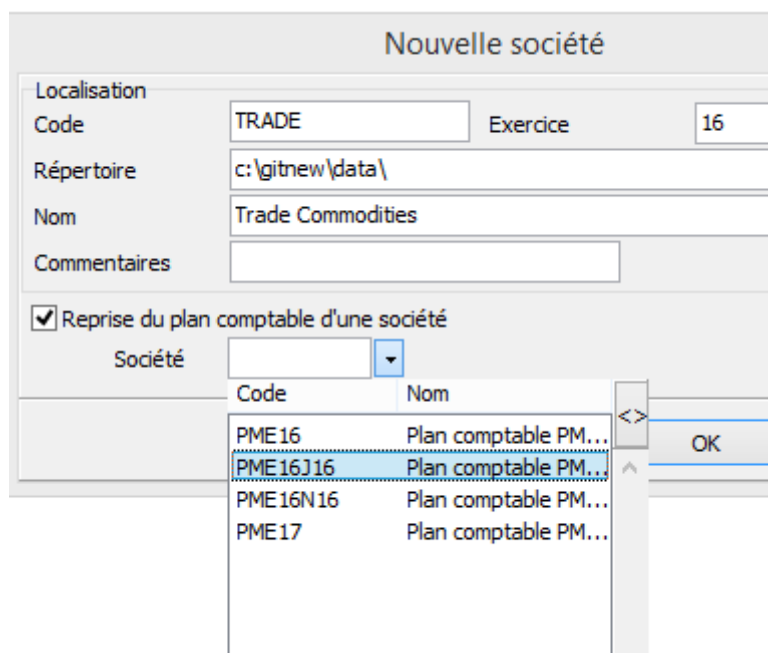 Nouvelle société
Localisation
Code TRADE Exercice 16
Répertoire c:\gitnew\data\
Nom Trade Commodities
Commentaires
Reprise du plan comptable d'une société
Société
Code Nom
<>
PME16 Plan comptable PM...
OK
PME16J16 Plan comptable PM...
PME16N16 Plan comptable PM...
PME17 Plan comptable PM...